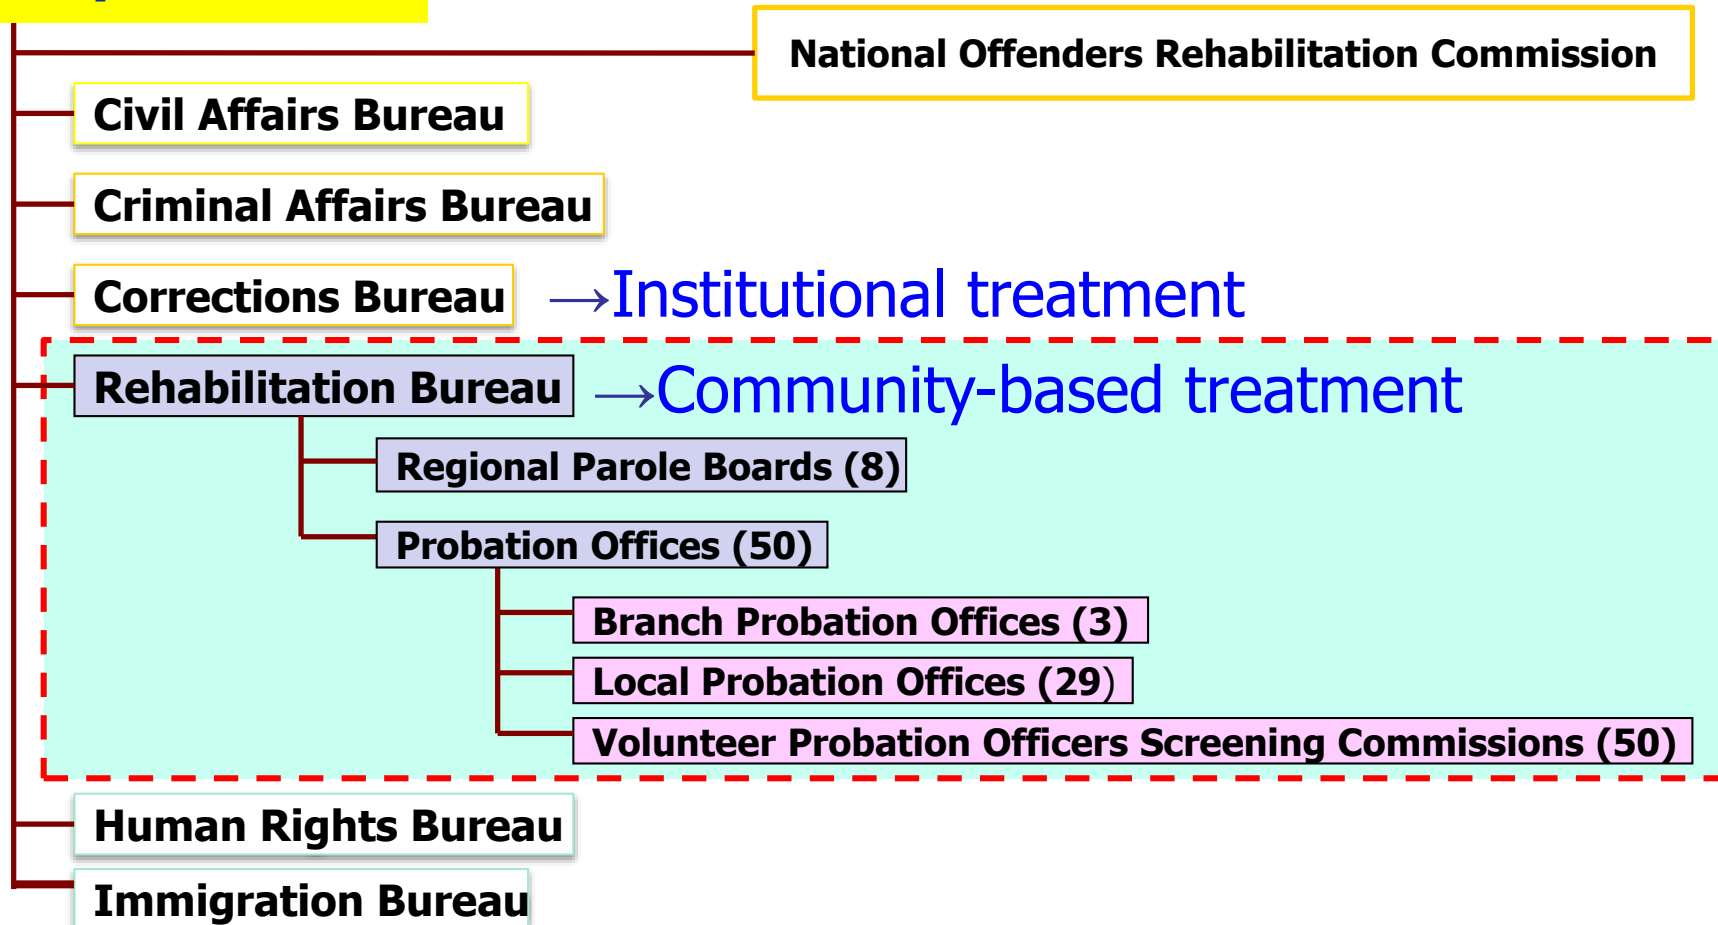 National Offenders Rehabilitation Commission
Civil Affairs Bureau
Criminal Affairs Bureau
Corrections Bureau →Institutional treatment
Rehabilitation Bureau →Community-based treatment
Regional Parole Boards (8)
Probation Offices (50)
Branch Probation Offices (3)
Local Probation Offices (29)
Volunteer Probation Officers Screening Commissions (50)
Human Rights Bureau
Immigration Bureau